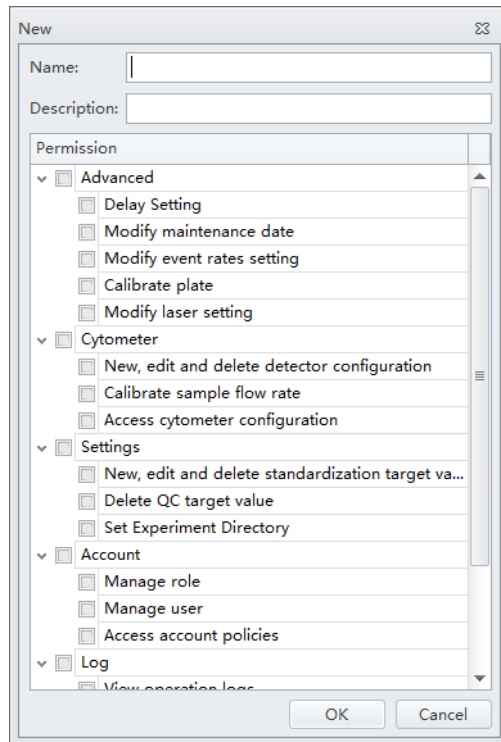 New
Name:
Description:
Permission
Advanced
Delay Setting
Modify maintenance date
Modify event rates setting
Calibrate plate
Modify laser setting
Cytometer
New, edit and delete detector configuration
Calibrate sample flow rate
Access cytometer configuration
Settings
New, edit and delete standardization target va...
Delete QC target value
Set Experiment Directory
Account
Manage role
Manage user
Access account policies
Log
View operation logs
OK Cancel